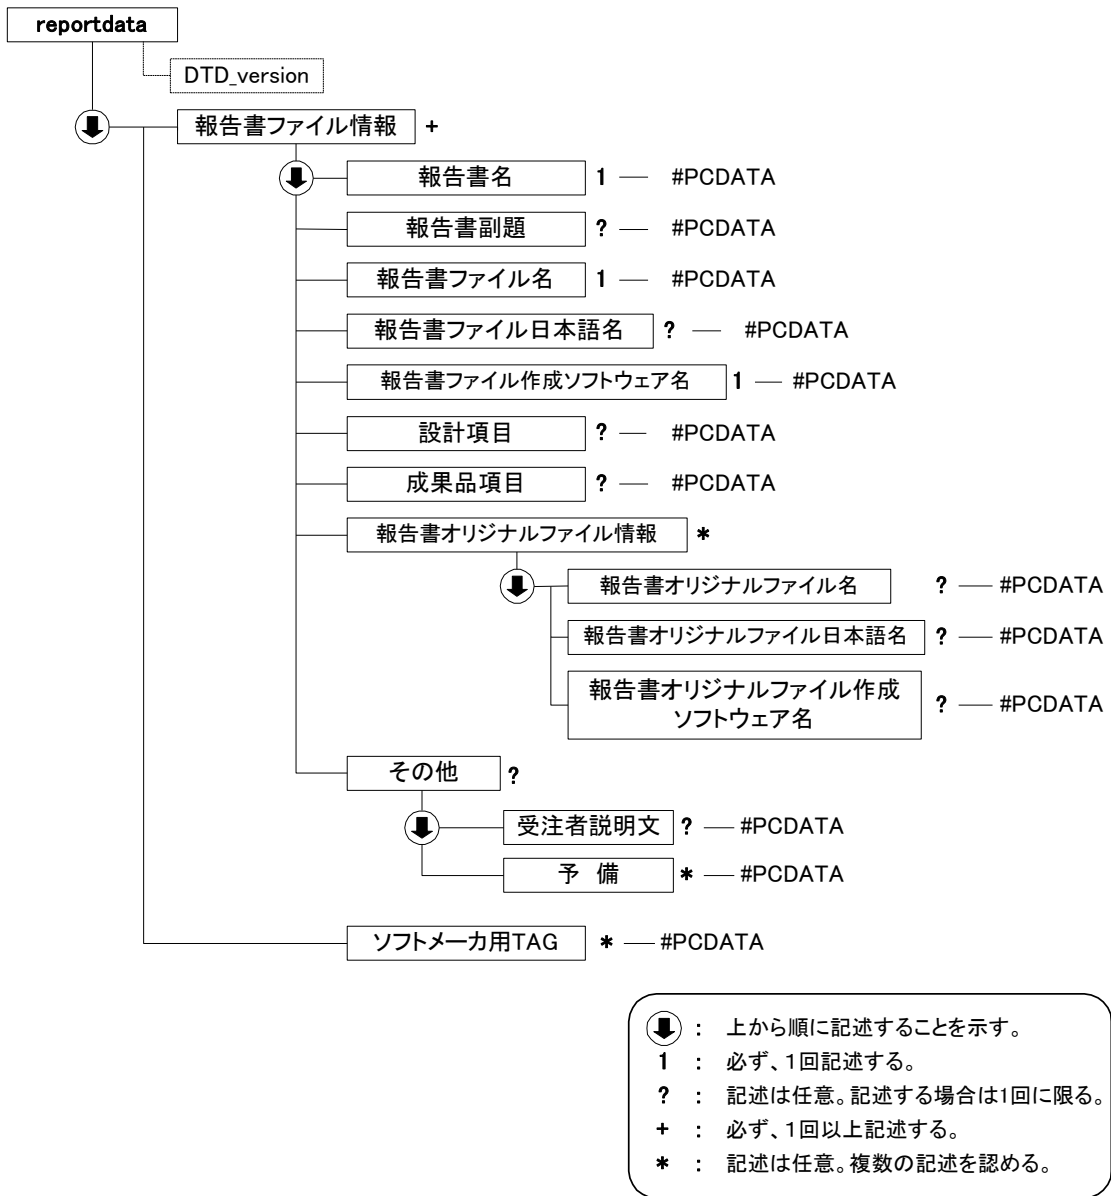 reportdata
DTD_version
報告書ファイル情報 +
報告書名 1 — #PCDATA
報告書副題 ? — #PCDATA
報告書ファイル名 1 — #PCDATA
報告書ファイル日本語名 ? — #PCDATA
報告書ファイル作成ソフトウェア名 1 — #PCDATA
設計項目 ? — #PCDATA
成果品項目 ? — #PCDATA
報告書オリジナルファイル情報 *
報告書オリジナルファイル名 ? — #PCDATA
報告書オリジナルファイル日本語名 ? — #PCDATA
報告書オリジナルファイル作成
ソフトウェア名 ? — #PCDATA
その他 ?
受注者説明文 ? — #PCDATA
予 備 * — #PCDATA
ソフトメーカ用TAG * — #PCDATA
： 上から順に記述することを示す。
1 ： 必ず、1回記述する。
? ： 記述は任意。記述する場合は1回に限る。
+ ： 必ず、1回以上記述する。
* ： 記述は任意。複数の記述を認める。